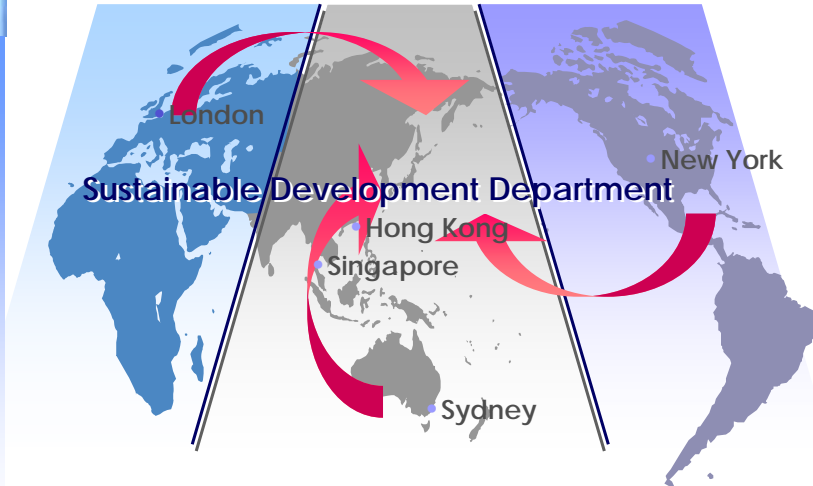 London
New York
Sustainable Development Department
Hong Kong
Singapore
Sydney